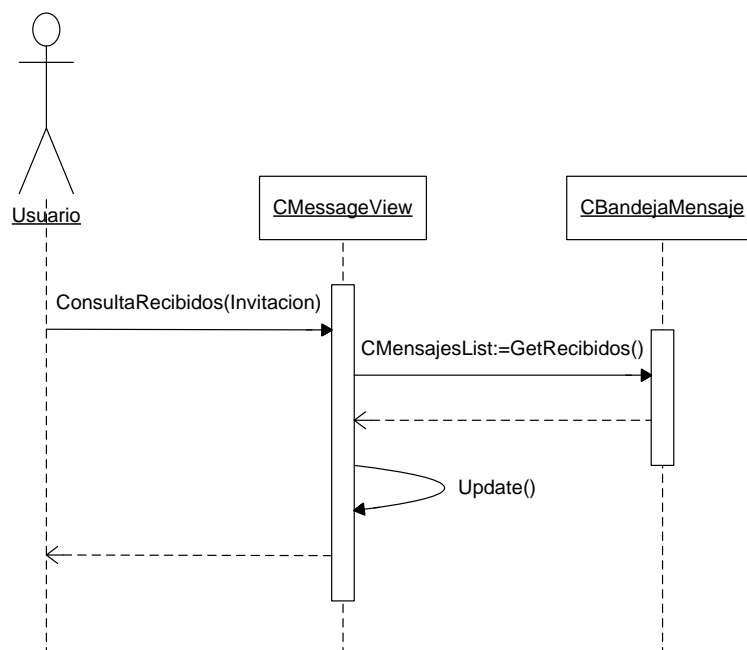 Usuario
CMessageView
CBandejaMensaje
ConsultaRecibidos(Invitacion)
CMensajesList:=GetRecibidos()
Update()